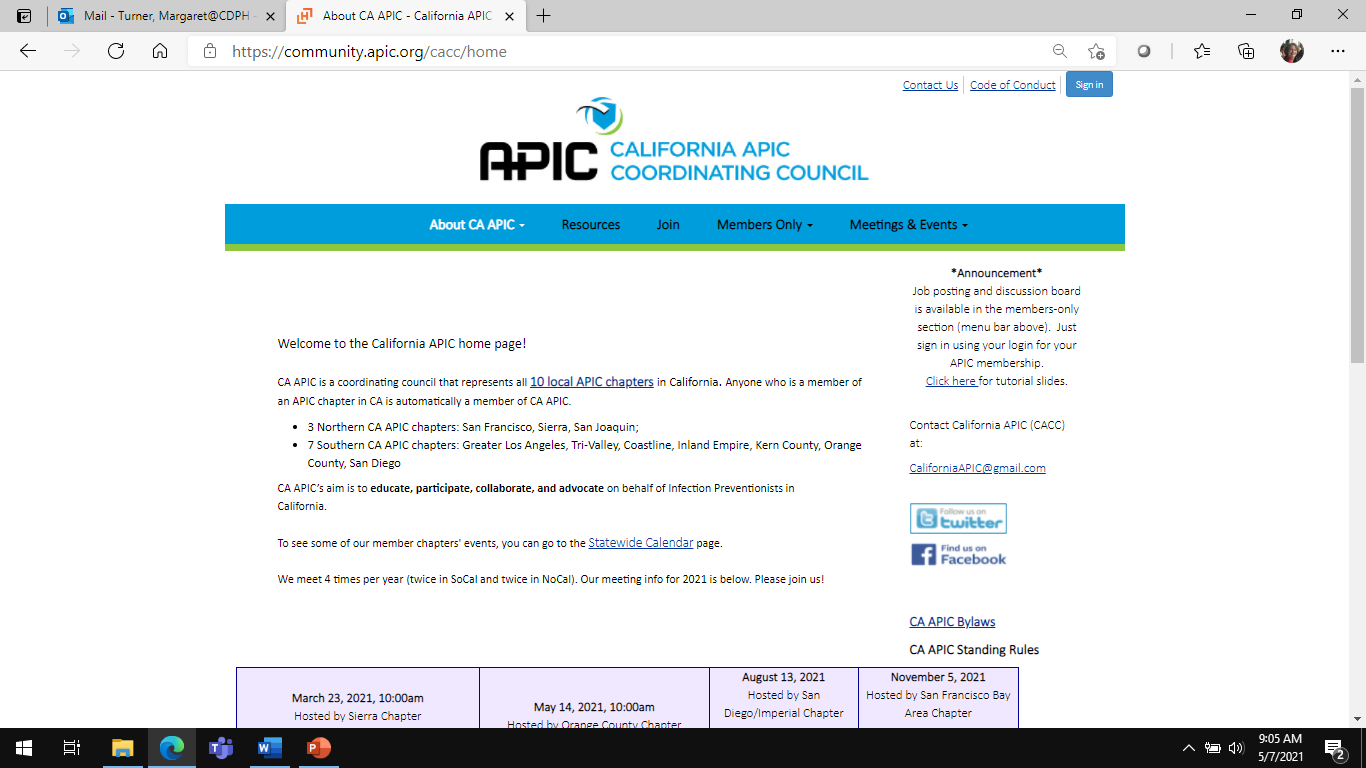 Mail - Turner, Margaret@CDPH -
About CA APIC - California APIC
https://community.apic.org/cacc/home
Contact Us
Code of Conduct
Sign in
APIC
CALIFORNIA APIC
COORDINATING COUNCIL
About CA APIC
Resources
Join
Members Only
Meetings & Events
Welcome to the California APIC home page!
CA APIC is a coordinating council that represents all 10 local APIC chapters in California. Anyone who is a member of
an APIC chapter in CA is automatically a member of CA APIC.
3 Northern CA APIC chapters: San Francisco, Sierra, San Joaquin;
7 Southern CA APIC chapters: Greater Los Angeles, Tri-Valley, Coastline, Inland Empire, Kern County, Orange
County, San Diego
CA APIC's aim is to educate, participate, collaborate, and advocate on behalf of Infection Preventionists in
California.
To see some of our member chapters' events, you can go to the Statewide Calendar page.
We meet 4 times per year (twice in SoCal and twice in NoCal). Our meeting info for 2021 is below. Please join us!
*Announcement*
Job posting and discussion board
is available in the members-only
section (menu bar above). Just
sign in using your login for your
APIC membership.
Click here for tutorial slides.
Contact California APIC (CACC)
at:
CaliforniaAPIC@gmail.com
Follow us on
twitter
Find us on
Facebook
CA APIC Bylaws
CA APIC Standing Rules
March 23, 2021, 10:00am
Hosted by Sierra Chapter
May 14, 2021, 10:00am
Hosted by Orange County Chapter
August 13, 2021
Hosted by San
Diego/Imperial Chapter
November 5, 2021
Hosted by San Francisco Bay
Area Chapter
9:05 AM
5/7/2021
2